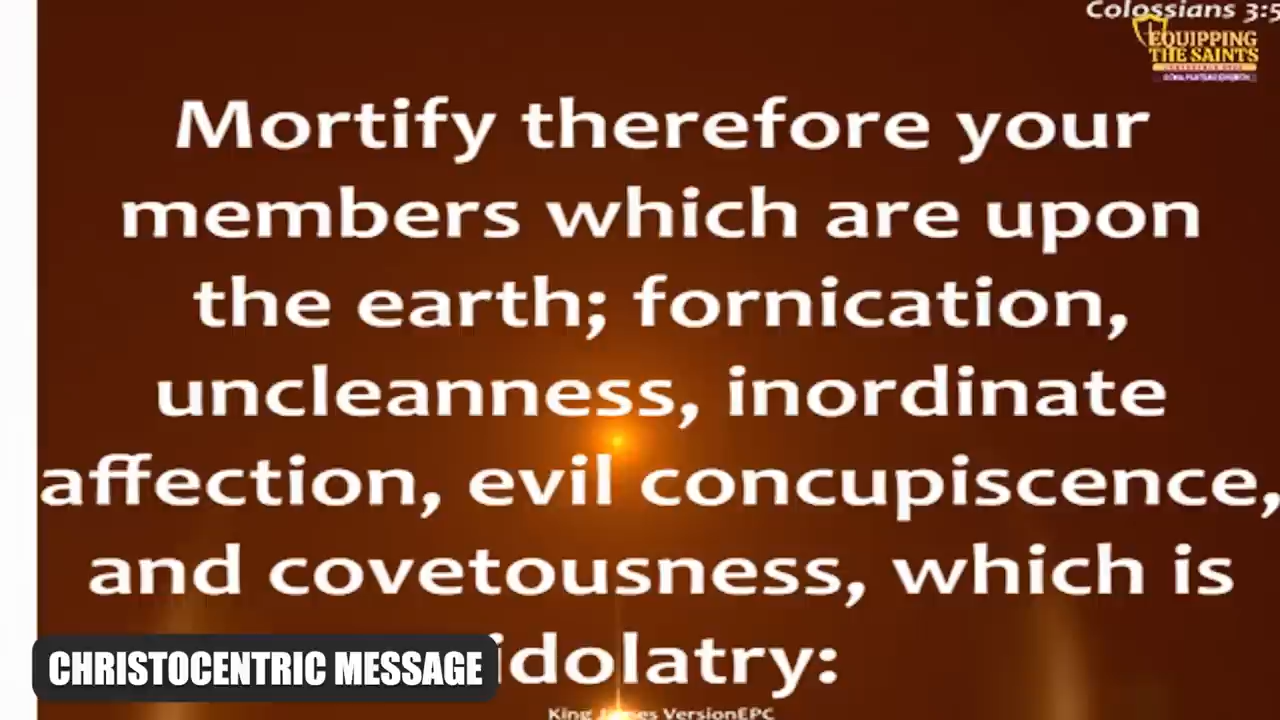 Colossians 3:5
EQUIPPING
THE SAINTS
Mortify therefore your
members which are upon
the earth; fornication,
uncleanness, inordinate
affection, evil concupiscence,
and covetousness, which is
idolatry:
CHRISTOCENTRIC MESSAGE
King James VersionEPC